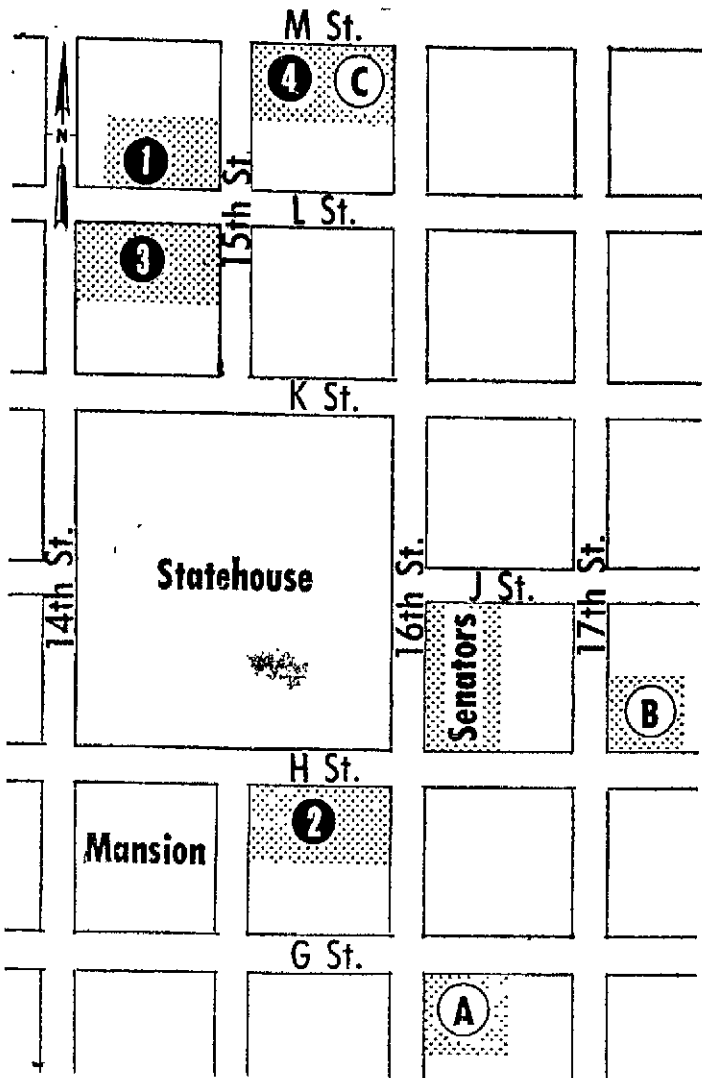 M St.
4 C
N
1
15th St.
L St.
3
K St.
14th St.
Statehouse
16th St.
J St.
17th St.
Senators
B
H St.
2
Mansion
G St.
A